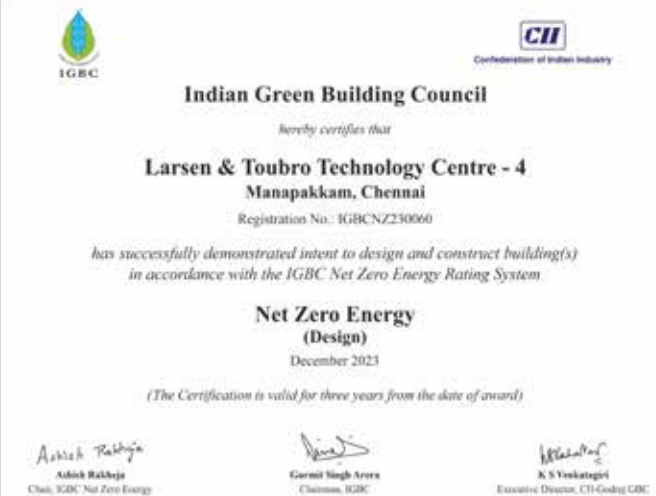 IGBC
CII
Confederation of Indian Industry
Indian Green Building Council
hereby certifies that
Larsen & Toubro Technology Centre - 4
Manapakkam, Chennai
Registration No.: IGBCNZ230060
has successfully demonstrated intent to design and construct building(s)
in accordance with the IGBC Net Zero Energy Rating System
Net Zero Energy
(Design)
December 2023
(The Certification is valid for three years from the date of award)
Ashish Rakheja
Ashish Rakheja
Chair, IGBC Net Zero Energy
Gurmit Singh Arora
Chairman, IGBC
K S Venkatagiri
Executive Director, CII-Godrej GBC